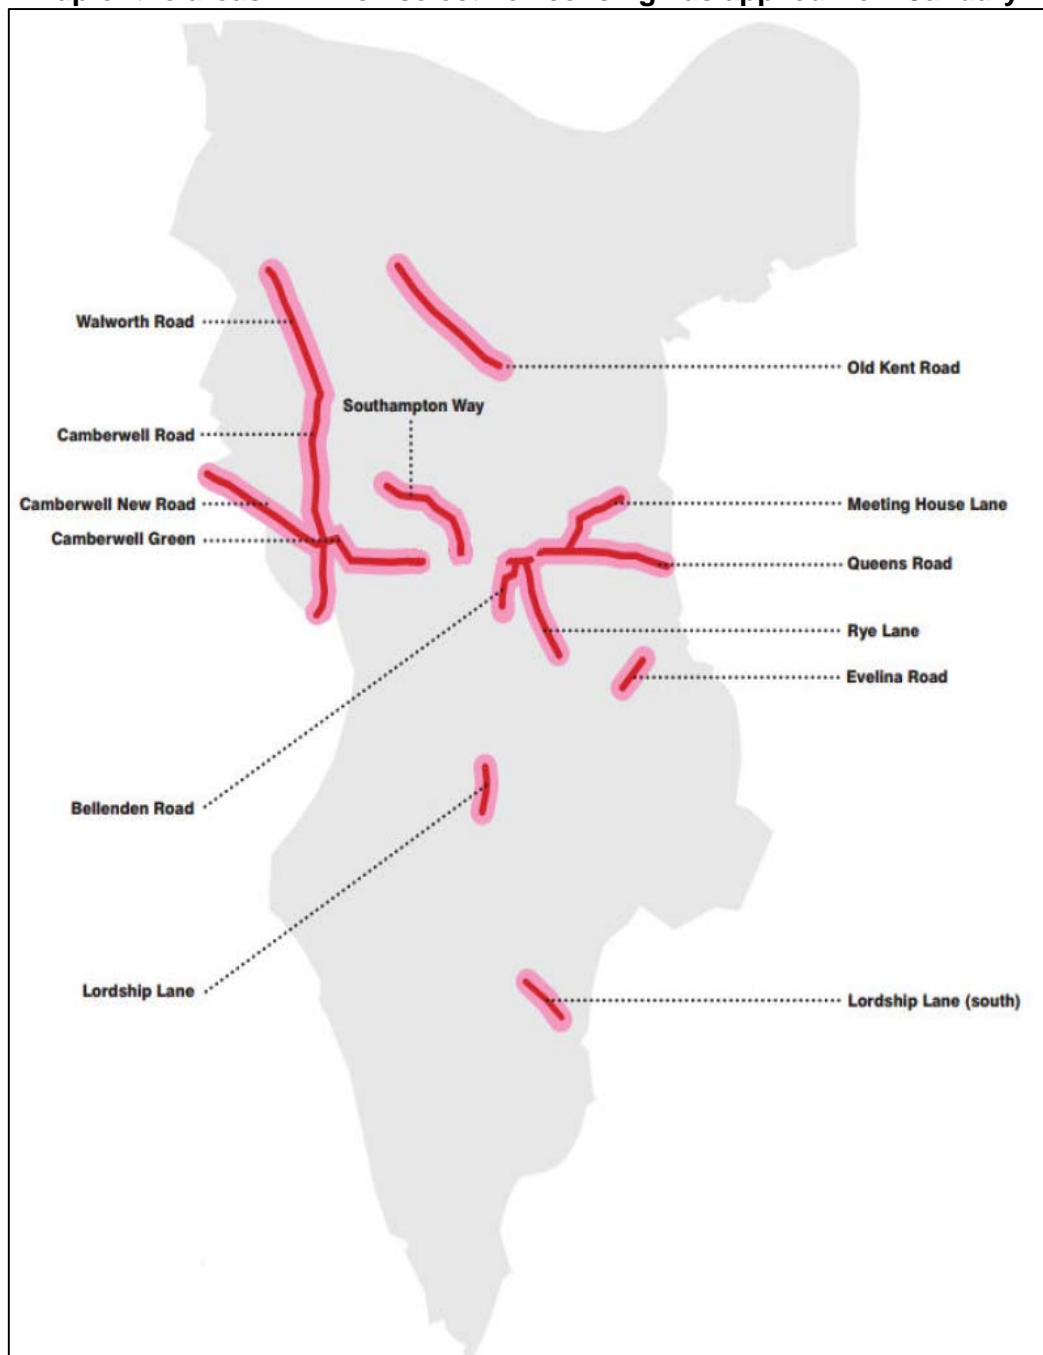 Walworth Road
Old Kent Road
Southampton Way
Camberwell Road
Camberwell New Road
Meeting House Lane
Camberwell Green
Queens Road
Rye Lane
Evelina Road
Bellenden Road
Lordship Lane
Lordship Lane (south)